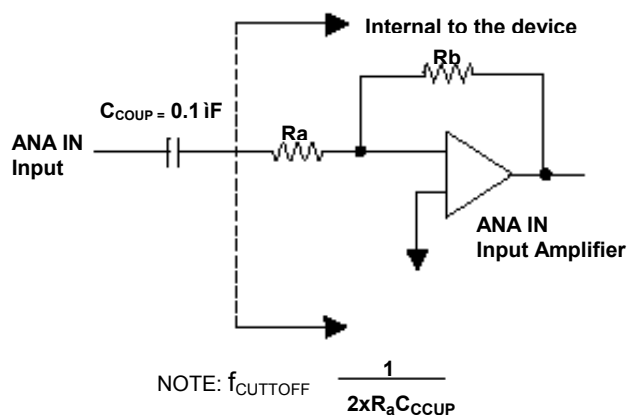 Internal to the device
Rb
CCOUP = 0.1 ìF
Ra
ANA IN
Input
ANA IN
Input Amplifier
NOTE: fCUTTOFF 1
2xRaCCCUP